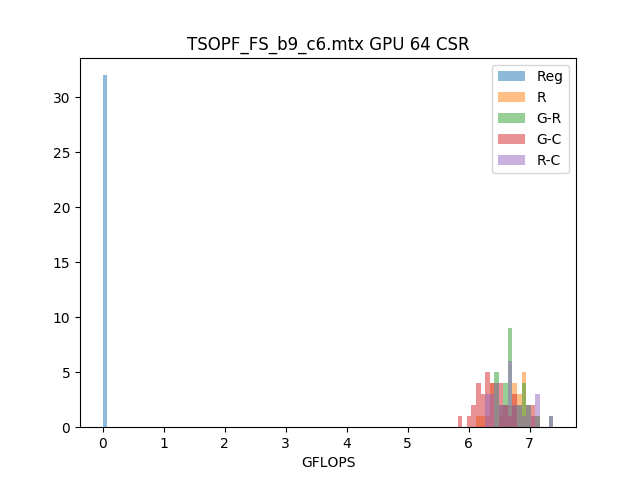 TSOPF_FS_b9_c6.mtx GPU 64 CSR
Reg
R
G-R
G-C
R-C
30
25
20
15
10
5
0
0 1 2 3 4 5 6 7
GFLOPS